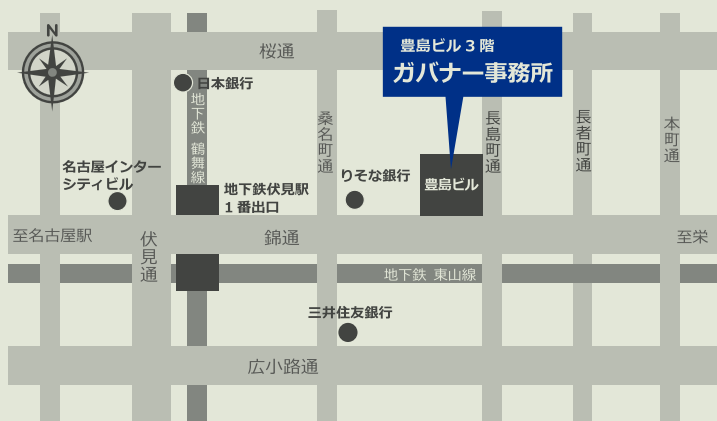 N
桜通
豊島ビル3階
ガバナー事務所
日本銀行
地下鉄 鶴舞線
桑名町通
長島町通
長者町通
本町通
名古屋インター
シティビル
地下鉄伏見駅
1番出口
りそな銀行
豊島ビル
至名古屋駅
伏見通
錦通
至栄
地下鉄 東山線
三井住友銀行
広小路通